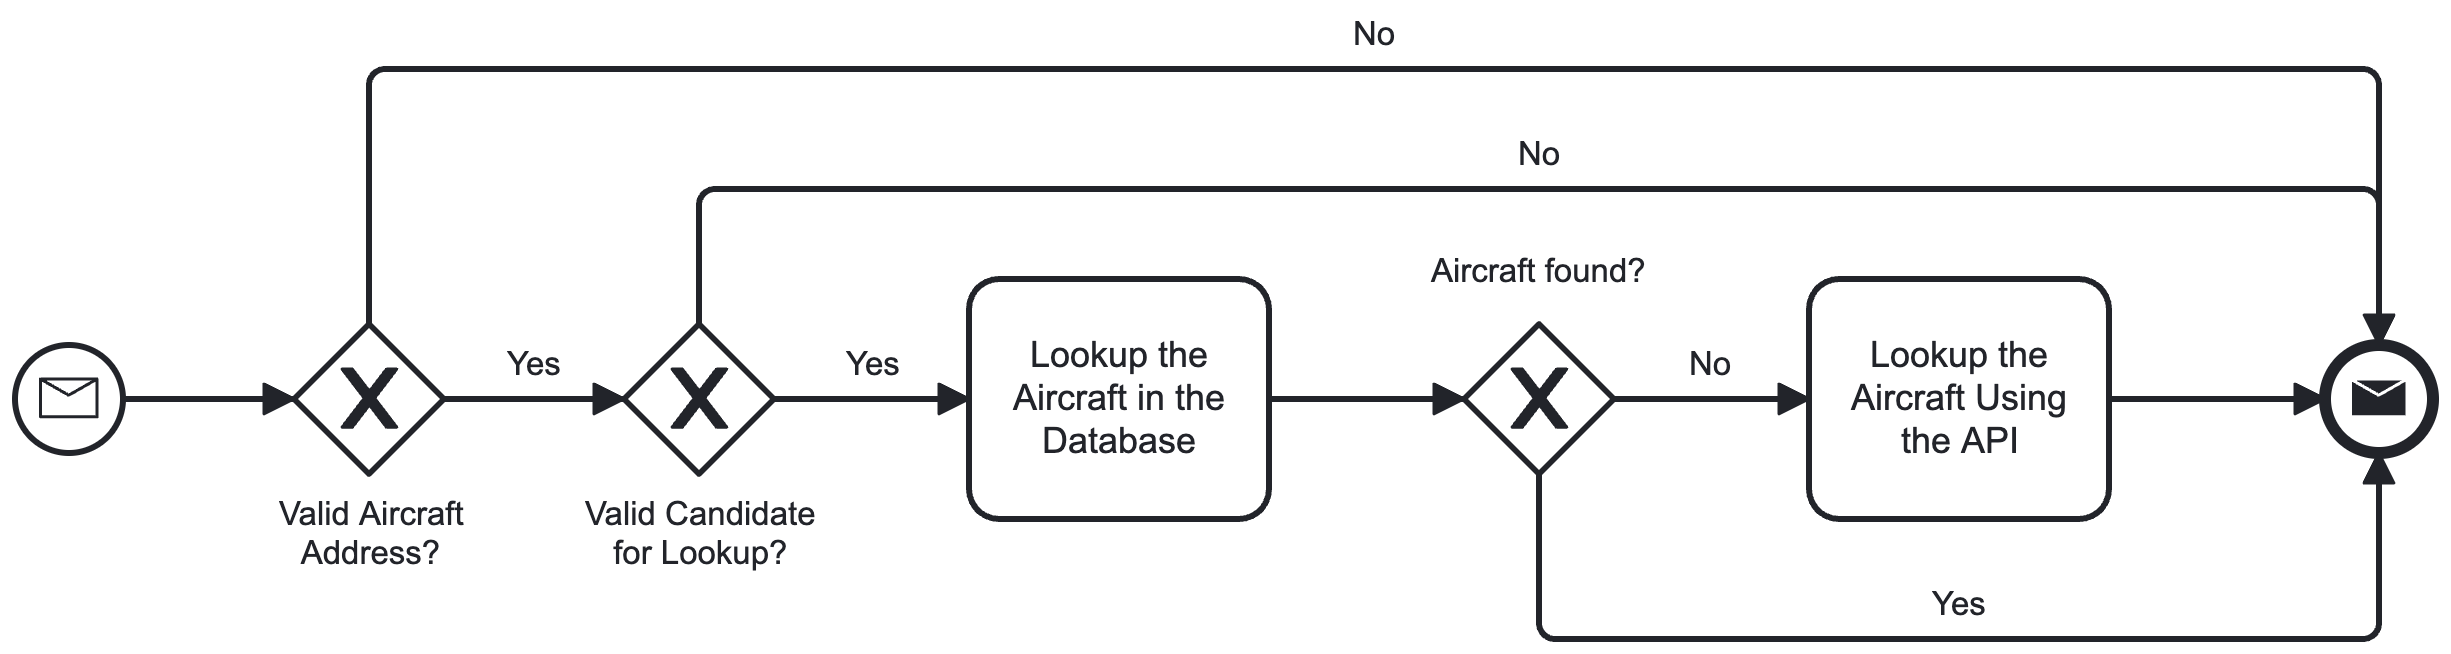 No
No
Aircraft found?
Yes
Yes
No
Lookup the
Aircraft in the
Database
Lookup the
Aircraft Using
the API
X
X
X
Valid Aircraft
Address?
Valid Candidate
for Lookup?
Yes